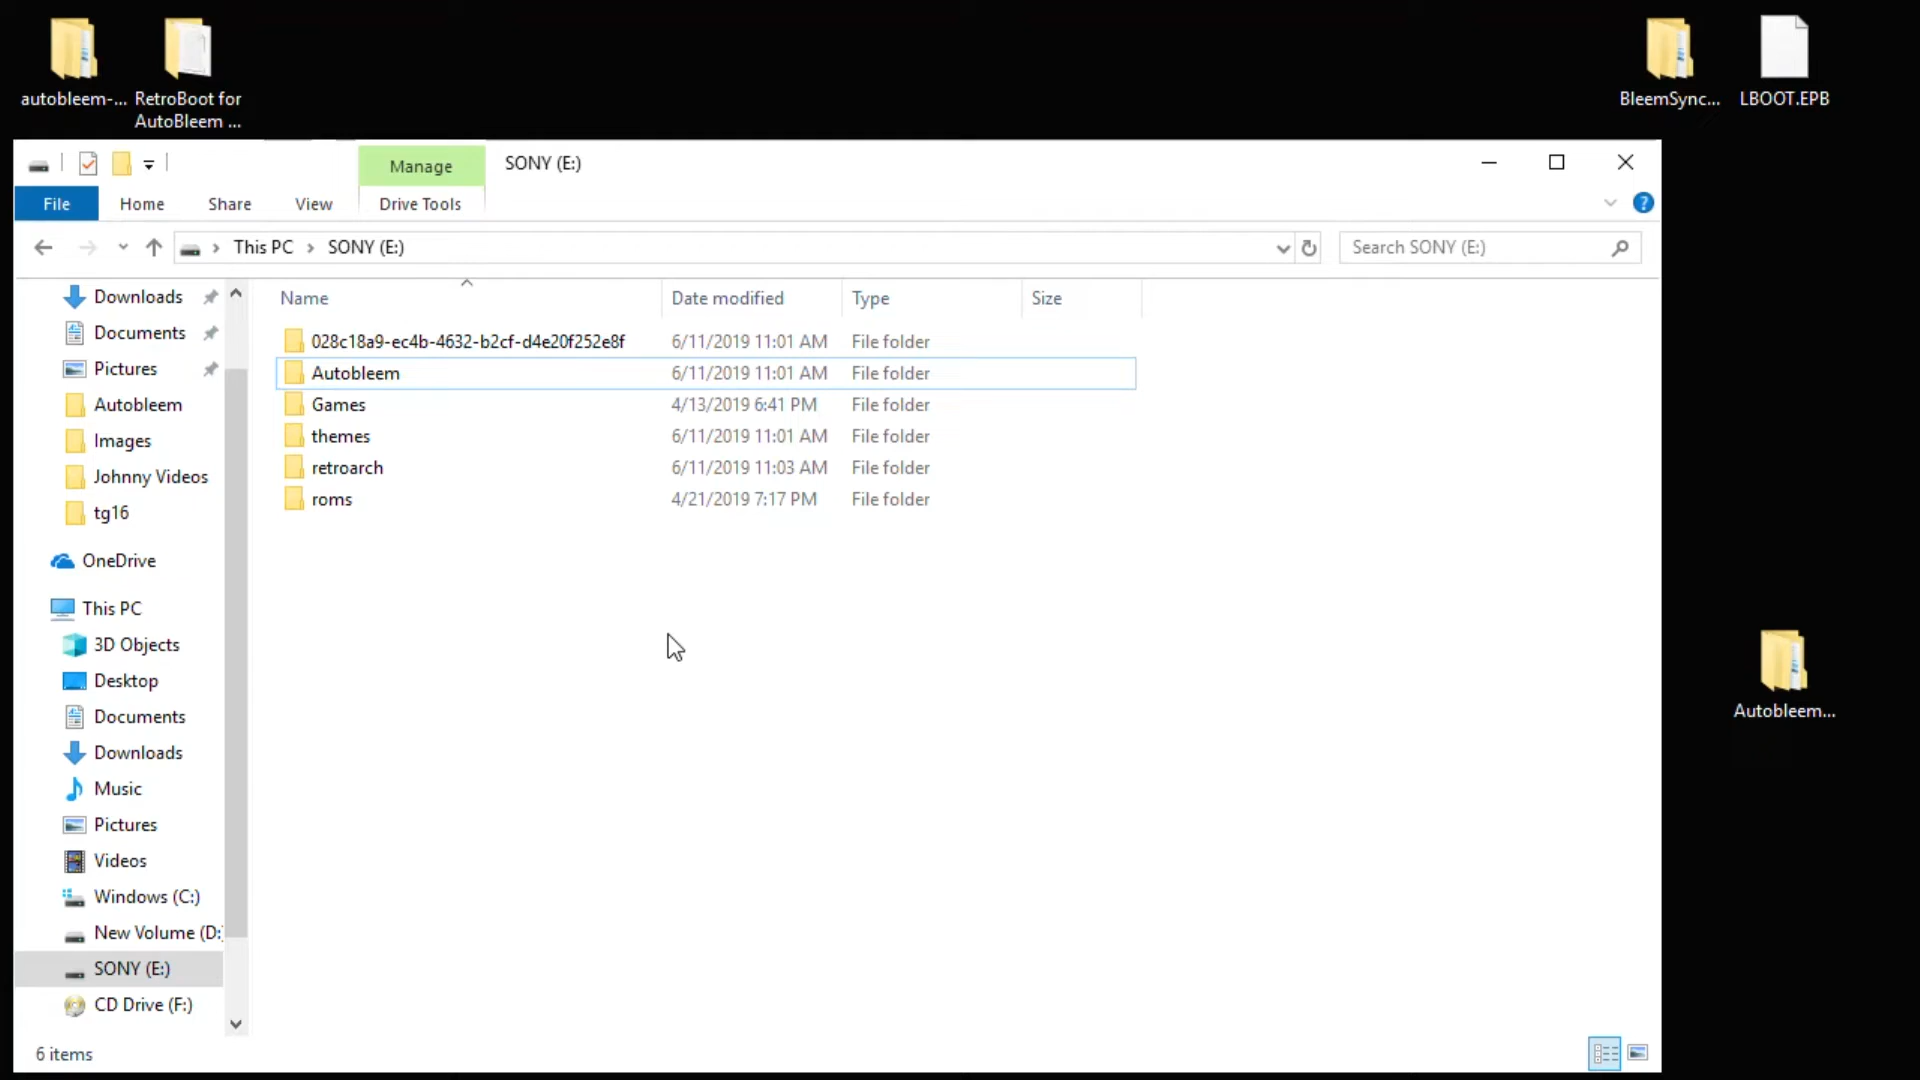 autobleem-...
RetroBoot for
AutoBleem ...
BleemSync...
LBOOT.EPB
Manage
SONY (E:)
File
Home
Share
View
Drive Tools
?
This PC
SONY (E:)
Search SONY (E:)
Downloads
Documents
Pictures
Autobleem
Images
Johnny Videos
tg16
OneDrive
This PC
3D Objects
Desktop
Documents
Downloads
Music
Pictures
Videos
Windows (C:)
New Volume (D:
SONY (E:)
CD Drive (F:)
Name Date modified Type Size
028c18a9-ec4b-4632-b2cf-d4e20f252e8f 6/11/2019 11:01 AM File folder
Autobleem 6/11/2019 11:01 AM File folder
Games 4/13/2019 6:41 PM File folder
themes 6/11/2019 11:01 AM File folder
retroarch 6/11/2019 11:03 AM File folder
roms 4/21/2019 7:17 PM File folder
Autobleem...
6 items